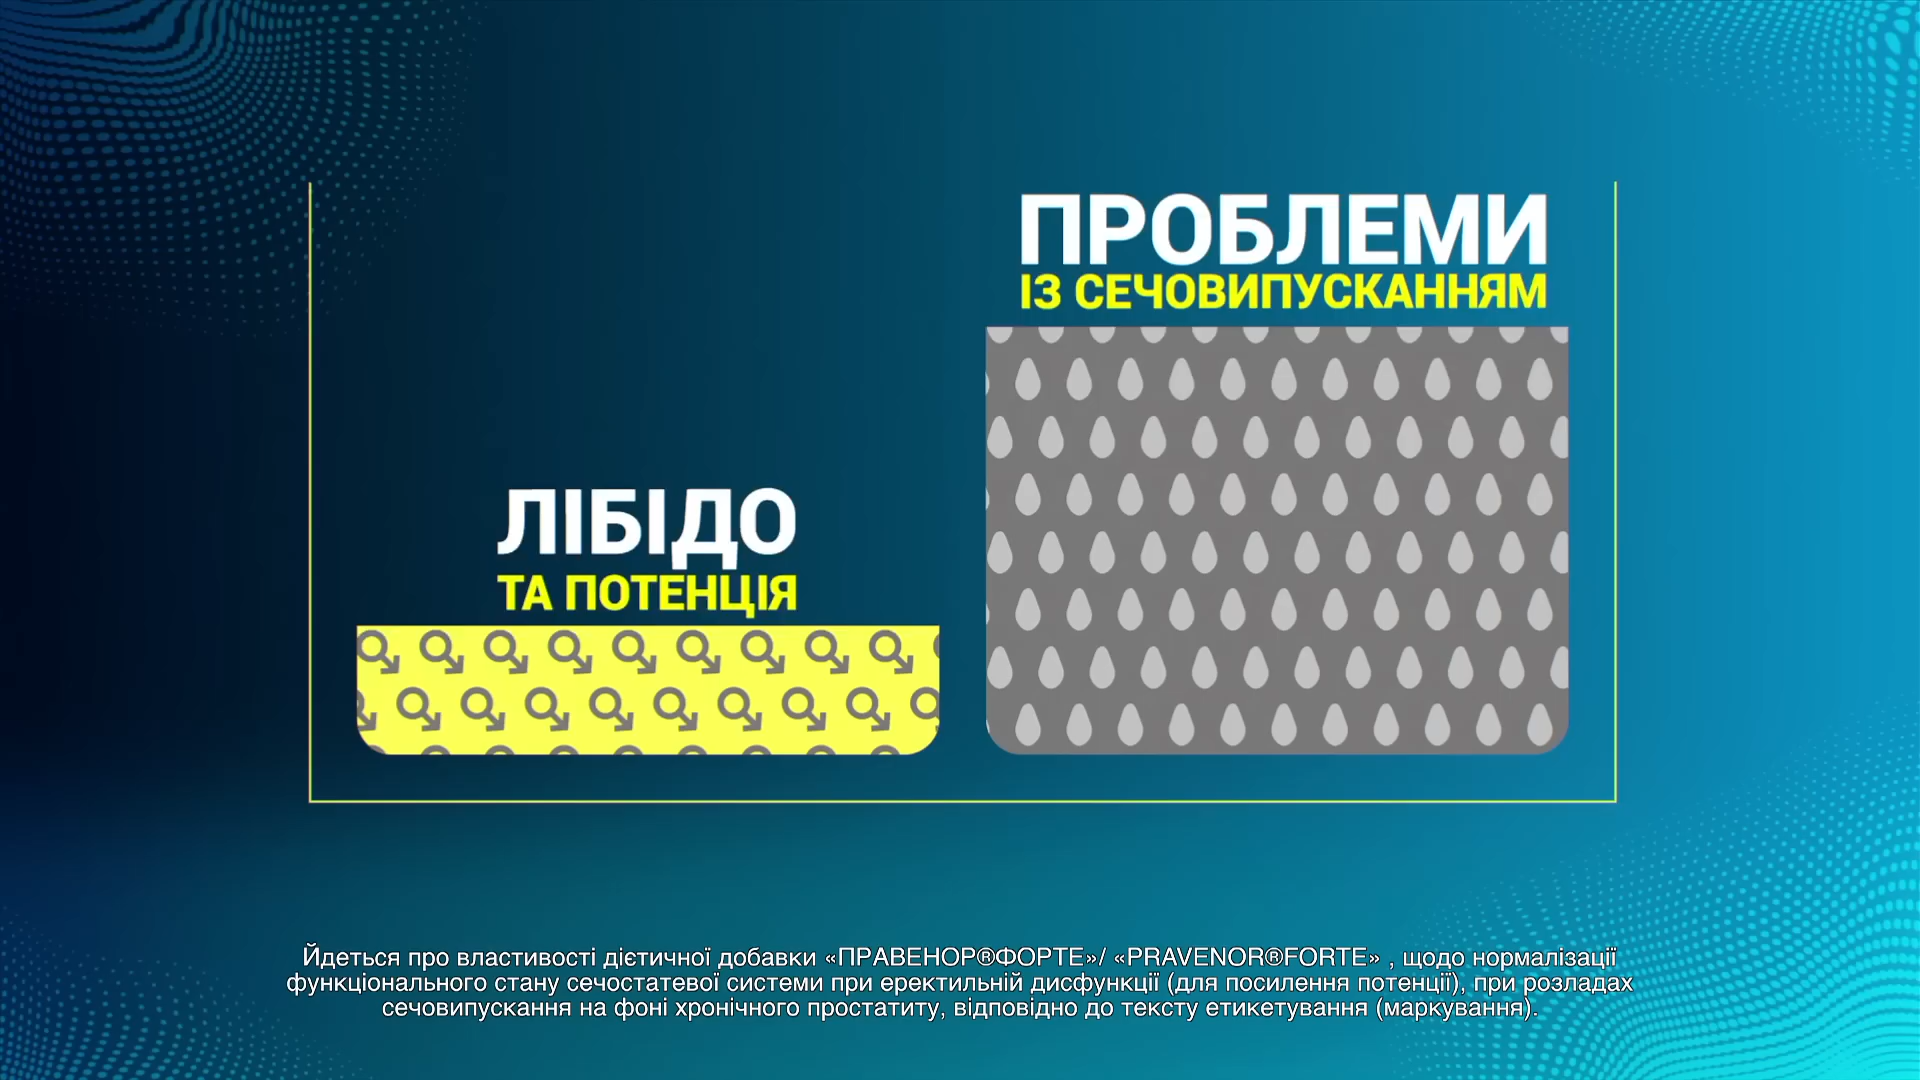 ПРОБЛЕМИ
ІЗ СЕЧОВИПУСКАННЯМ
ЛІБІДО
ТА ПОТЕНЦІЯ
Йдеться про властивості дієтичної добавки «ПРАВЕНОР®ФОРТЕ»/ «PRAVENOR®FORTE» , щодо нормалізації
функціонального стану сечостатевої системи при еректильній дисфункції (для посилення потенції), при розладах
сечовипускання на фоні хронічного простатиту, відповідно до тексту етикетування (маркування).